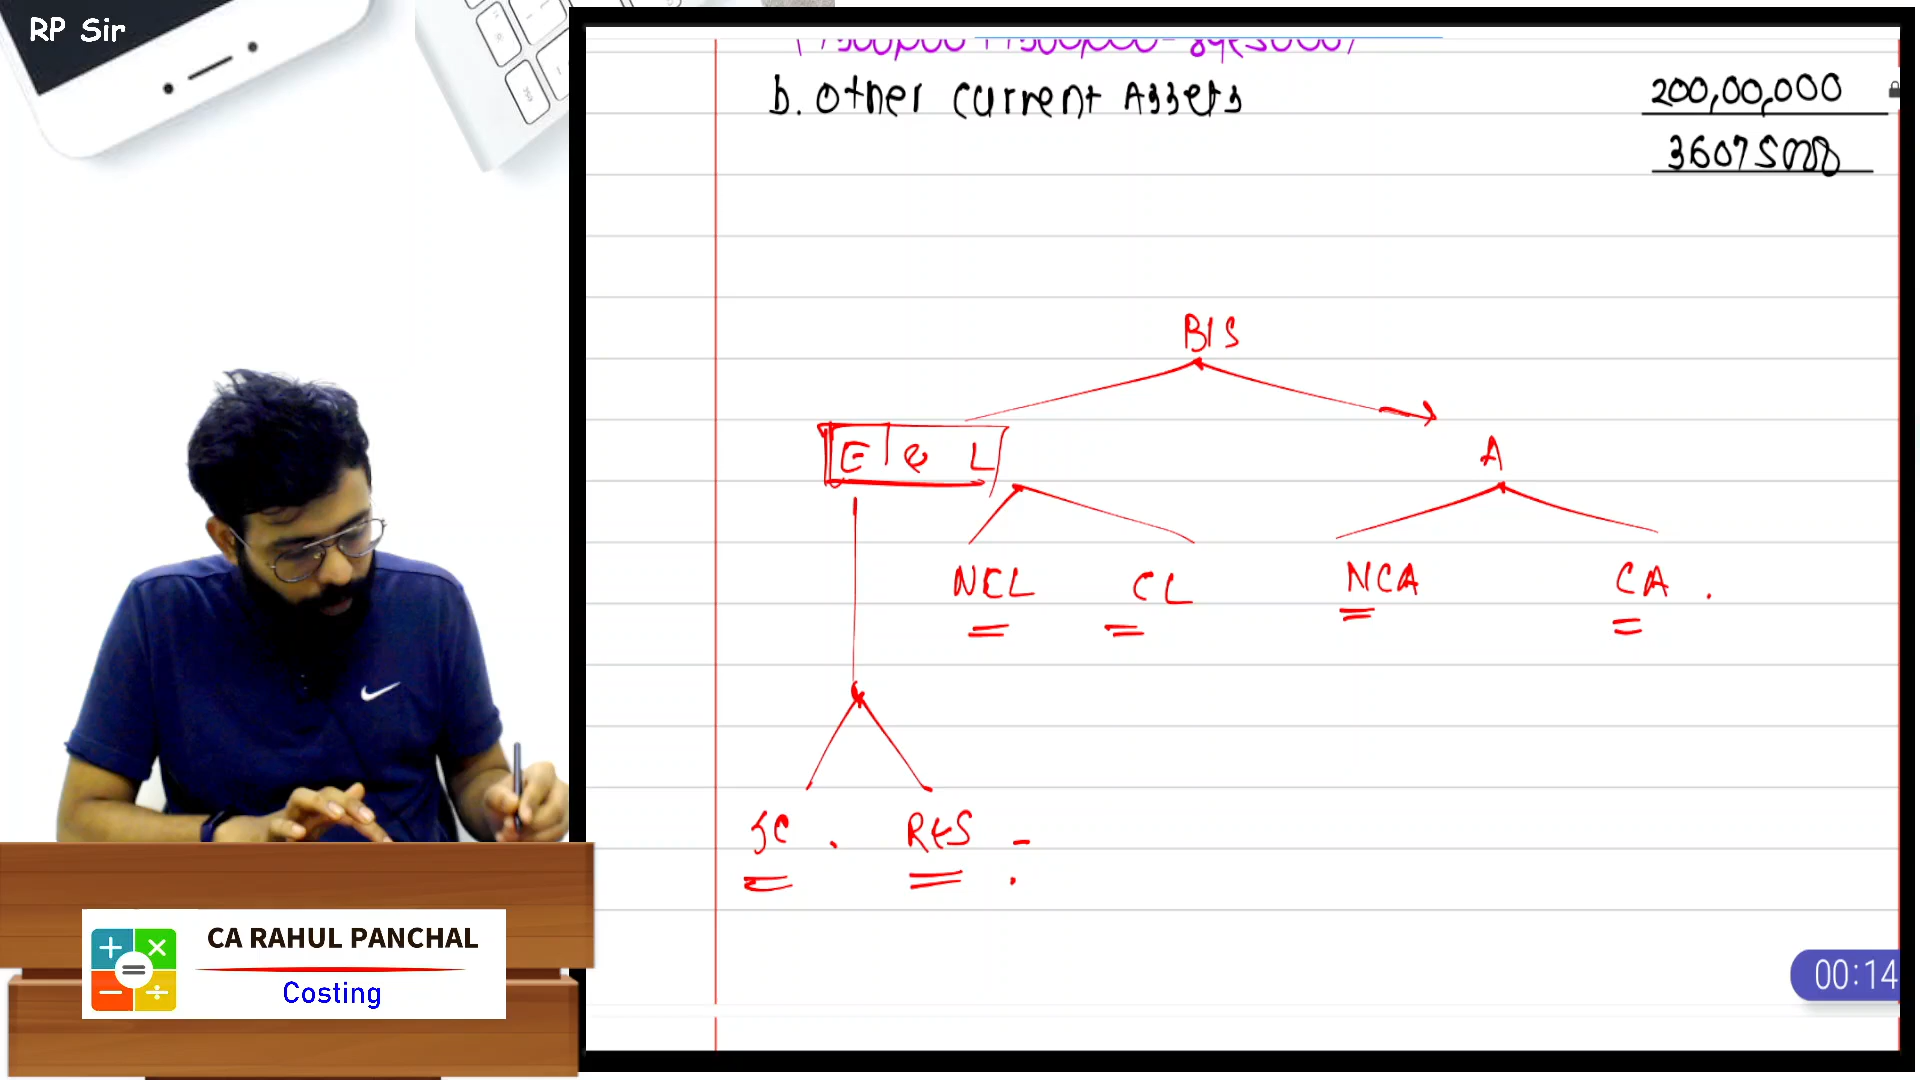 RP Sir
b. Other Current Assets 200,00,000
36075000
B/S
E & L
A
NCL CL NCA CA.
SC. RES
CA RAHUL PANCHAL
Costing
00:14